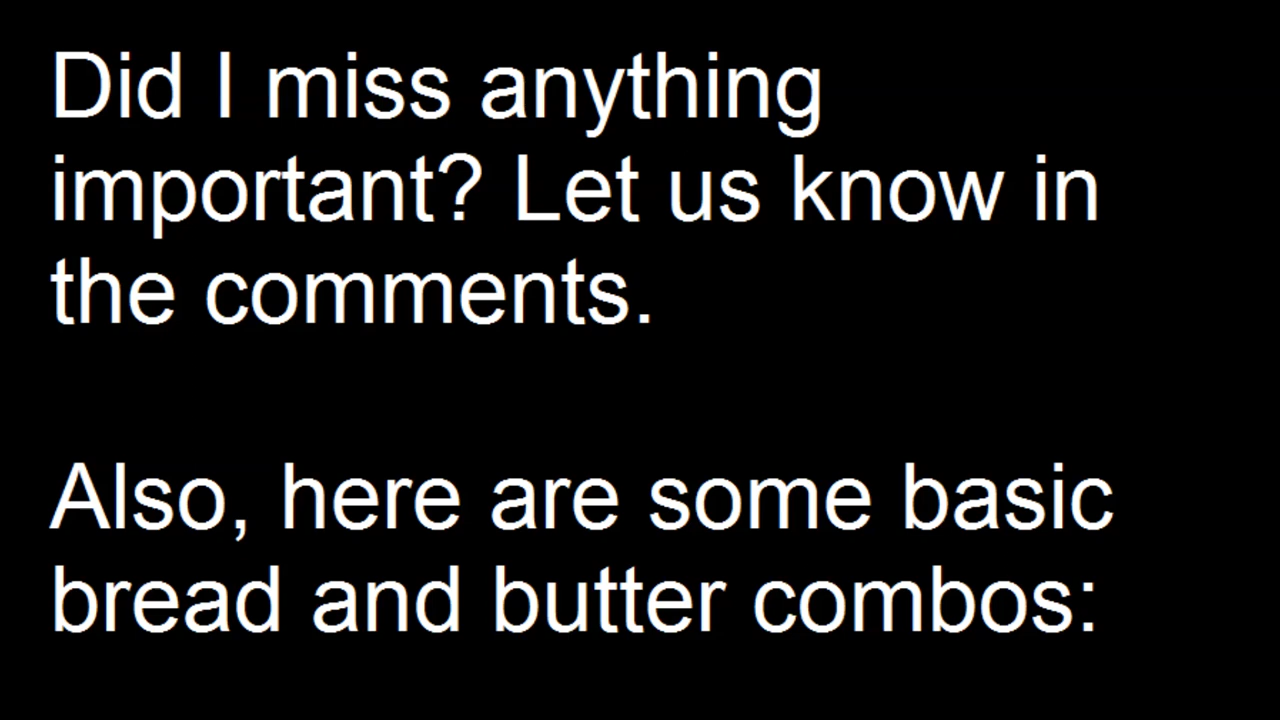 Did I miss anything
important? Let us know in
the comments.
Also, here are some basic
bread and butter combos: